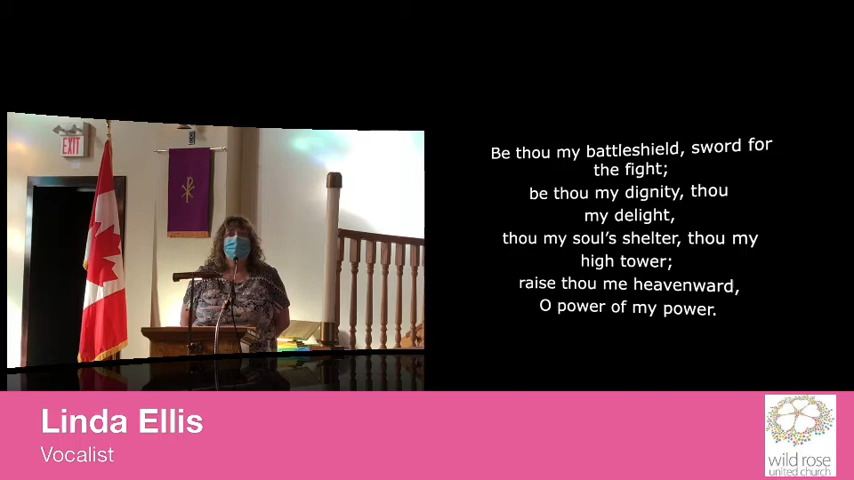 EXIT
Be thou my battleshield, sword for
the fight;
be thou my dignity, thou
my delight,
thou my soul's shelter, thou my
high tower;
raise thou me heavenward,
O power of my power.
Linda Ellis
Vocalist
wild rose
united church